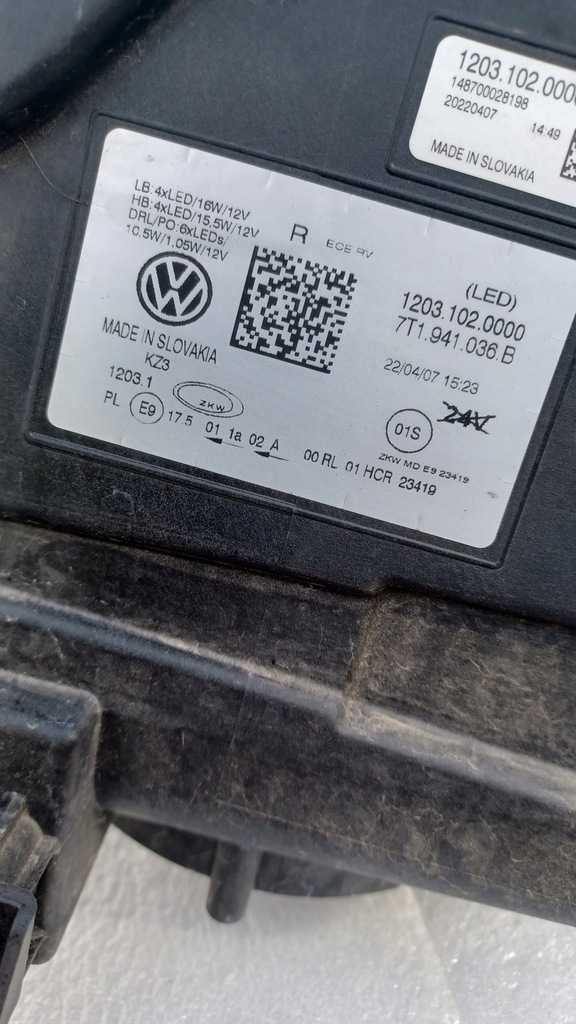 1203.102.000
148700028198
20220407 14:49
MADE IN SLOVAKIA
LB:4xLED/16W/12V
HB:4xLED/15,5W/12V
DRL/PO:6xLEDs/
10.5W/1,05W/12V
R ECE RV
(LED)
1203.102.0000
7T1.941.036.B
22/04/07 15:23
MADE IN SLOVAKIA
KZ3
1203.1
ZKW
24V
01S
PL E9 17.5 01 1a 02 A 00 RL 01 HCR 23419
ZKW MD E9 23419